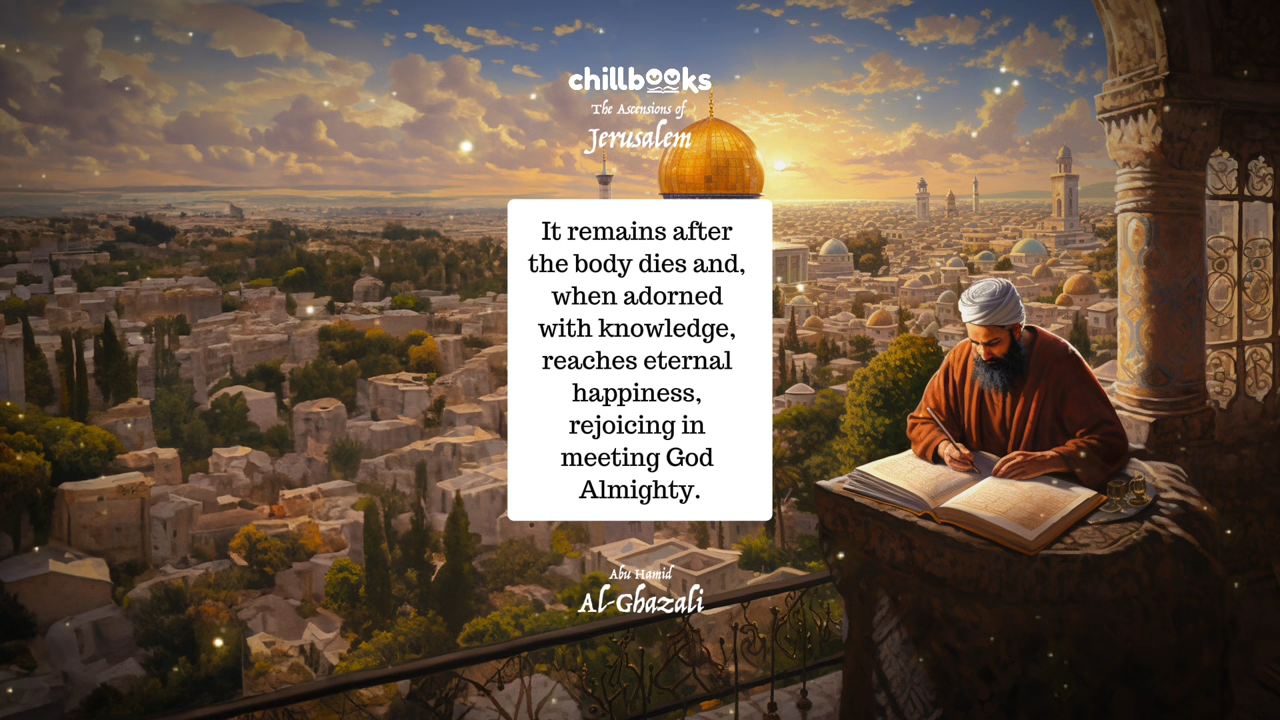 chillbooks
The Ascensions of
Jerusalem
It remains after
the body dies and,
when adorned
with knowledge,
reaches eternal
happiness,
rejoicing in
meeting God
Almighty.
Abu Hamid
Al-Ghazali